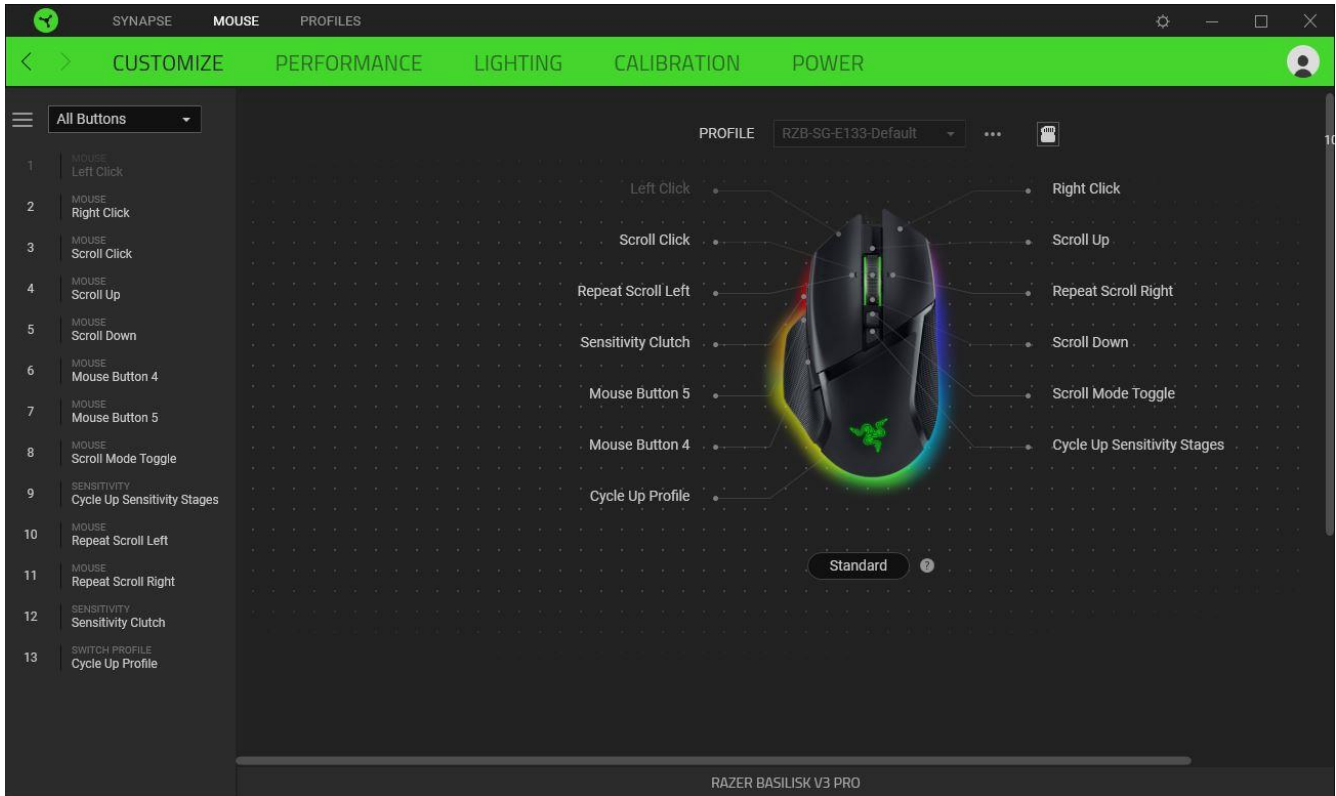 SYNAPSE MOUSE PROFILES
CUSTOMIZE PERFORMANCE LIGHTING CALIBRATION POWER
All Buttons
1 MOUSE
Left Click
2 MOUSE
Right Click
3 MOUSE
Scroll Click
4 MOUSE
Scroll Up
5 MOUSE
Scroll Down
6 MOUSE
Mouse Button 4
7 MOUSE
Mouse Button 5
8 MOUSE
Scroll Mode Toggle
9 SENSITIVITY
Cycle Up Sensitivity Stages
10 MOUSE
Repeat Scroll Left
11 MOUSE
Repeat Scroll Right
12 SENSITIVITY
Sensitivity Clutch
13 SWITCH PROFILE
Cycle Up Profile
PROFILE RZB-SG-E133-Default
10
Left Click Right Click
Scroll Click Scroll Up
Repeat Scroll Left Repeat Scroll Right
Sensitivity Clutch Scroll Down
Mouse Button 5 Scroll Mode Toggle
Mouse Button 4 Cycle Up Sensitivity Stages
Cycle Up Profile
Standard ?
RAZER BASILISK V3 PRO